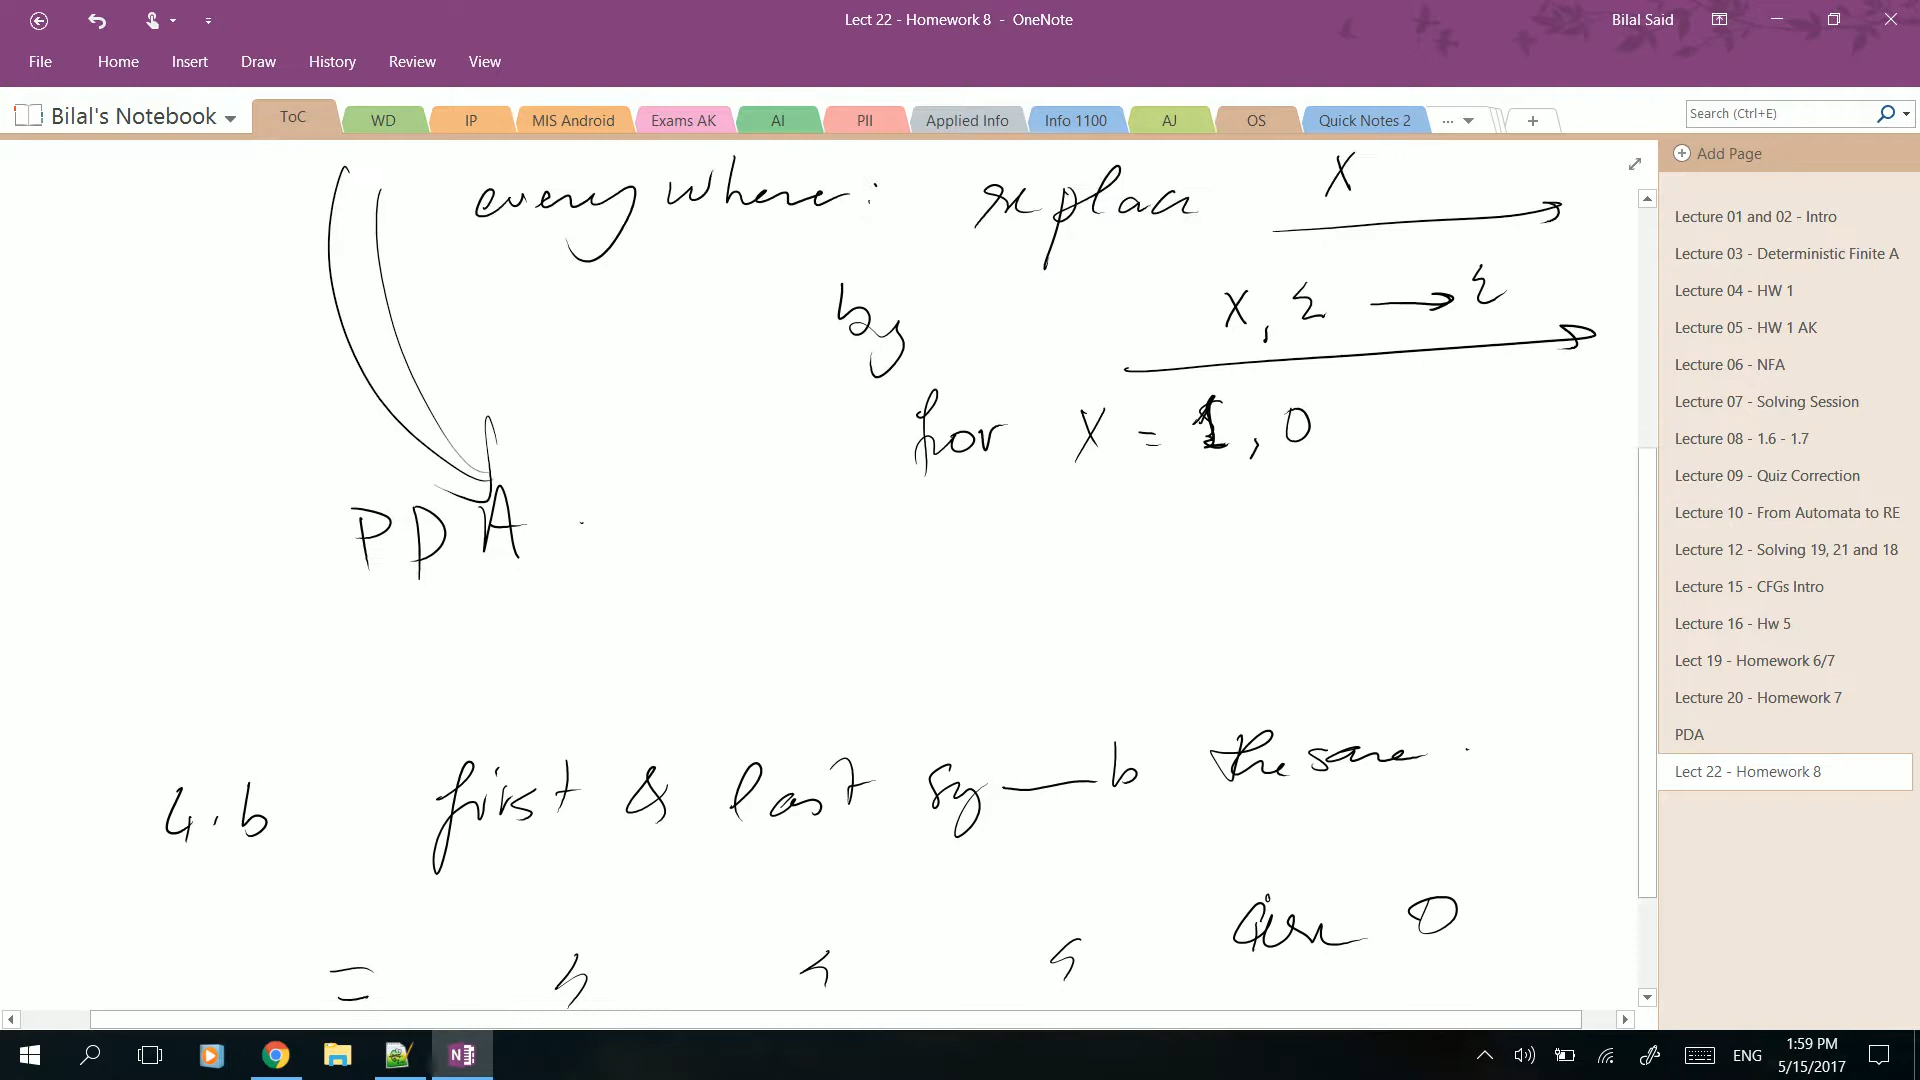 Lect 22 - Homework 8 - OneNote
Bilal Said
File Home Insert Draw History Review View
Bilal's Notebook
ToC WD IP MIS Android Exams AK AI PII Applied Info Info 1100 AJ OS Quick Notes 2 ...
Search (Ctrl+E)
Add Page
Lecture 01 and 02 - Intro
Lecture 03 - Deterministic Finite A
Lecture 04 - HW 1
Lecture 05 - HW 1 AK
Lecture 06 - NFA
Lecture 07 - Solving Session
Lecture 08 - 1.6 - 1.7
Lecture 09 - Quiz Correction
Lecture 10 - From Automata to RE
Lecture 12 - Solving 19, 21 and 18
Lecture 15 - CFGs Intro
Lecture 16 - Hw 5
Lect 19 - Homework 6/7
Lecture 20 - Homework 7
PDA
Lect 22 - Homework 8
everywhere: replace X
by X, ε → ε
for X = 1, 0
PDA
4.b first & last sy—b the same.
0
=
ENG
1:59 PM
5/15/2017